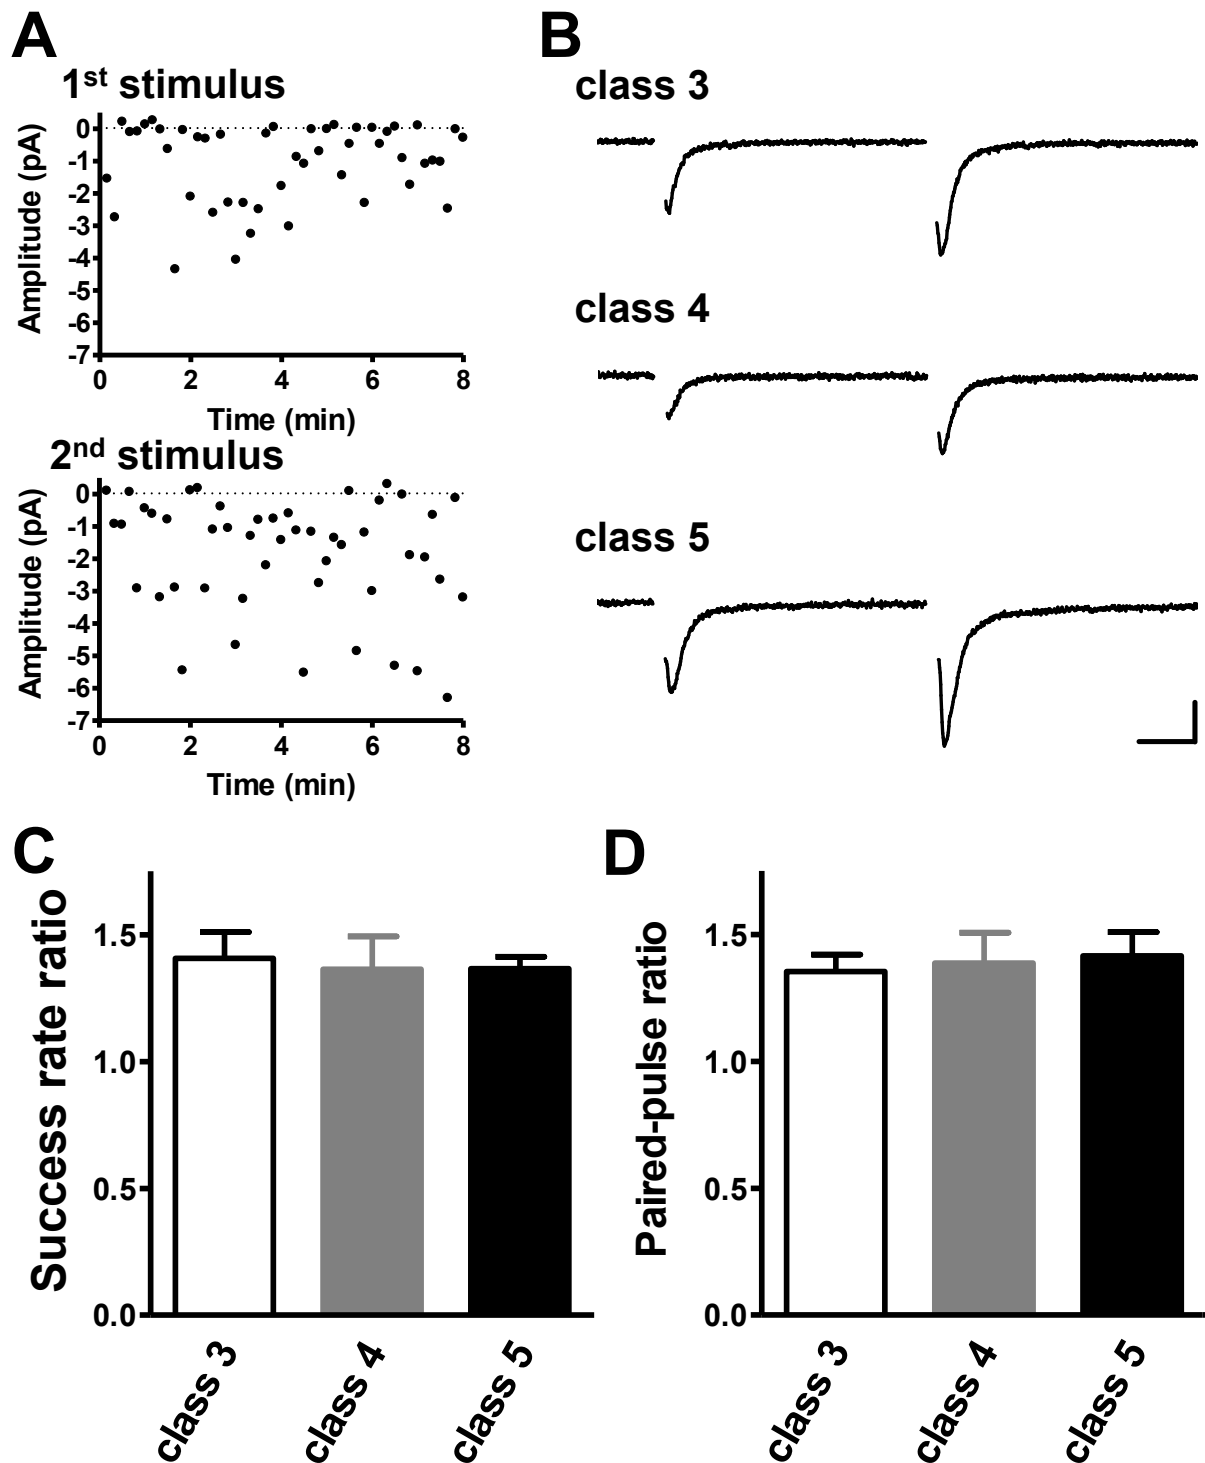 A
1st stimulus
Amplitude (pA)
0
-1
-2
-3
-4
-5
-6
-7
0 2 4 6 8
Time (min)
2nd stimulus
Amplitude (pA)
0
-1
-2
-3
-4
-5
-6
-7
0 2 4 6 8
Time (min)
B
class 3
class 4
class 5
C
Success rate ratio
1.5
1.0
0.5
0.0
class 3
class 4
class 5
D
Paired-pulse ratio
1.5
1.0
0.5
0.0
class 3
class 4
class 5